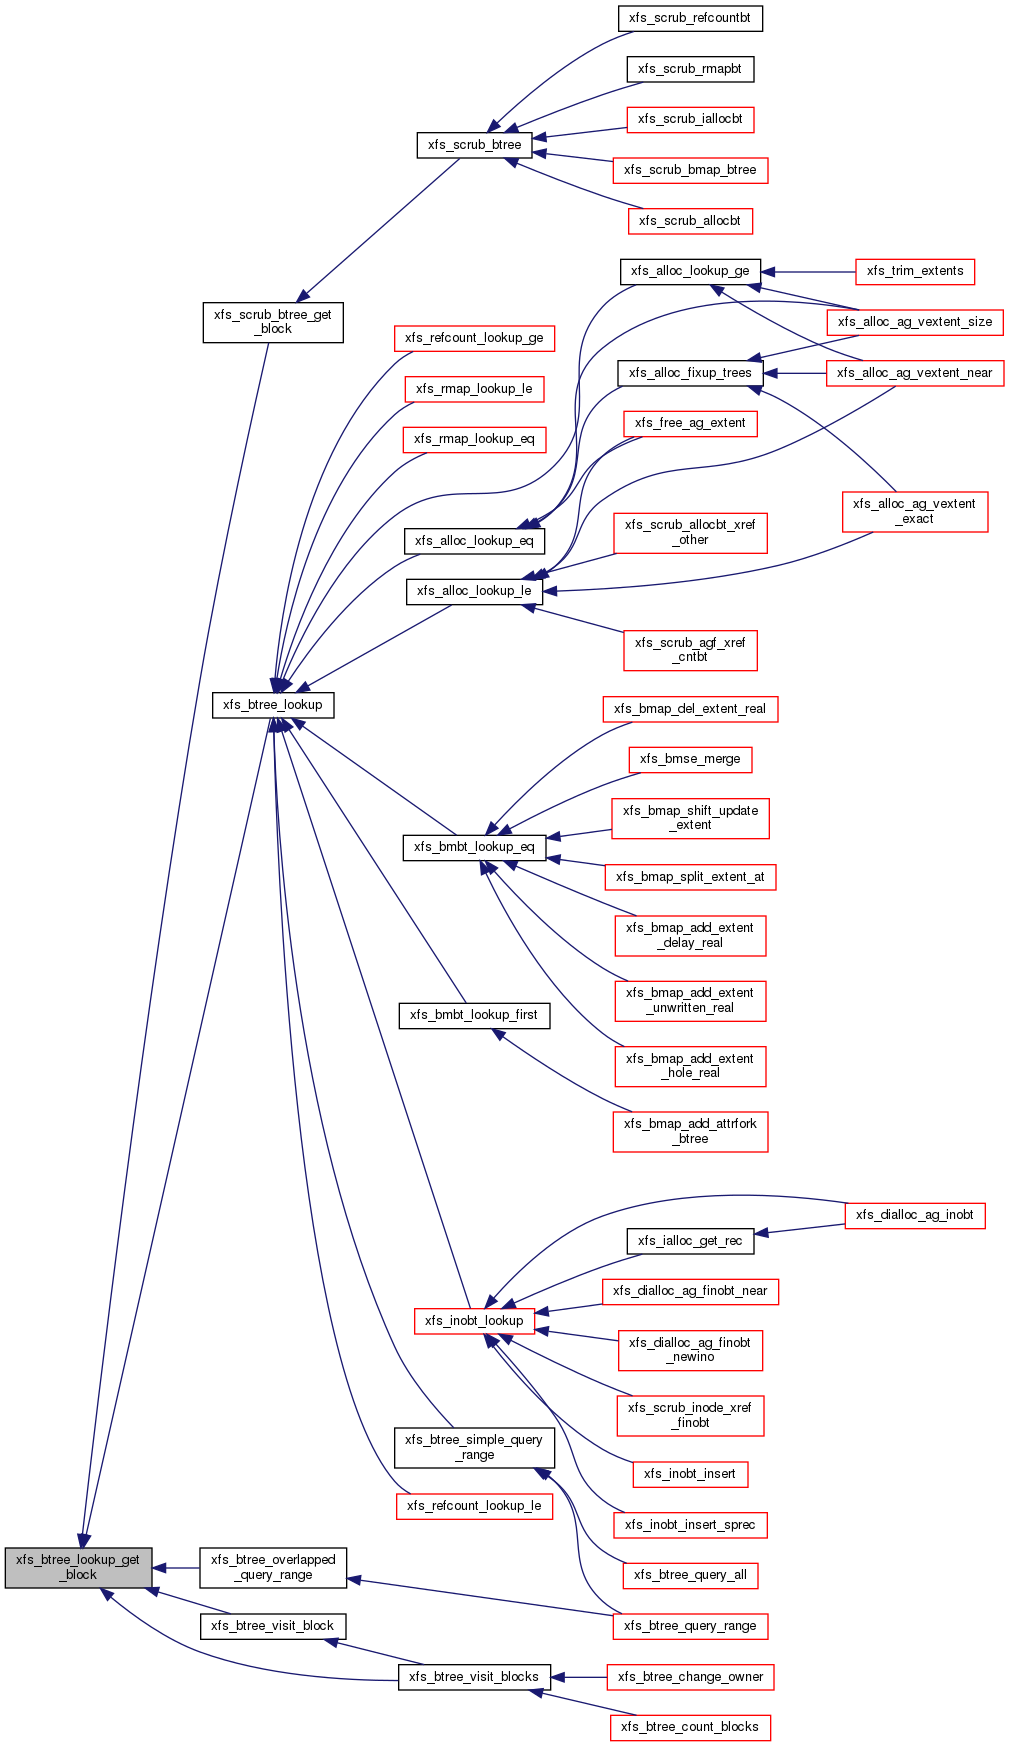 xfs_scrub_refcountbt
xfs_scrub_rmapbt
xfs_scrub_iallocbt
xfs_scrub_btree
xfs_scrub_bmap_btree
xfs_scrub_allocbt
xfs_alloc_lookup_ge
xfs_trim_extents
xfs_scrub_btree_get
_block
xfs_alloc_ag_vextent_size
xfs_refcount_lookup_ge
xfs_alloc_fixup_trees
xfs_alloc_ag_vextent_near
xfs_rmap_lookup_le
xfs_free_ag_extent
xfs_rmap_lookup_eq
xfs_alloc_ag_vextent
_exact
xfs_scrub_allocbt_xref
_other
xfs_alloc_lookup_eq
xfs_alloc_lookup_le
xfs_scrub_agf_xref
_cntbt
xfs_btree_lookup
xfs_bmap_del_extent_real
xfs_bmse_merge
xfs_bmap_shift_update
_extent
xfs_bmbt_lookup_eq
xfs_bmap_split_extent_at
xfs_bmap_add_extent
_delay_real
xfs_bmap_add_extent
_unwritten_real
xfs_bmbt_lookup_first
xfs_bmap_add_extent
_hole_real
xfs_bmap_add_attrfork
_btree
xfs_dialloc_ag_inobt
xfs_ialloc_get_rec
xfs_dialloc_ag_finobt_near
xfs_inobt_lookup
xfs_dialloc_ag_finobt
_newino
xfs_scrub_inode_xref
_finobt
xfs_btree_simple_query
_range
xfs_inobt_insert
xfs_refcount_lookup_le
xfs_inobt_insert_sprec
xfs_btree_lookup_get
_block
xfs_btree_overlapped
_query_range
xfs_btree_query_all
xfs_btree_visit_block
xfs_btree_query_range
xfs_btree_visit_blocks
xfs_btree_change_owner
xfs_btree_count_blocks